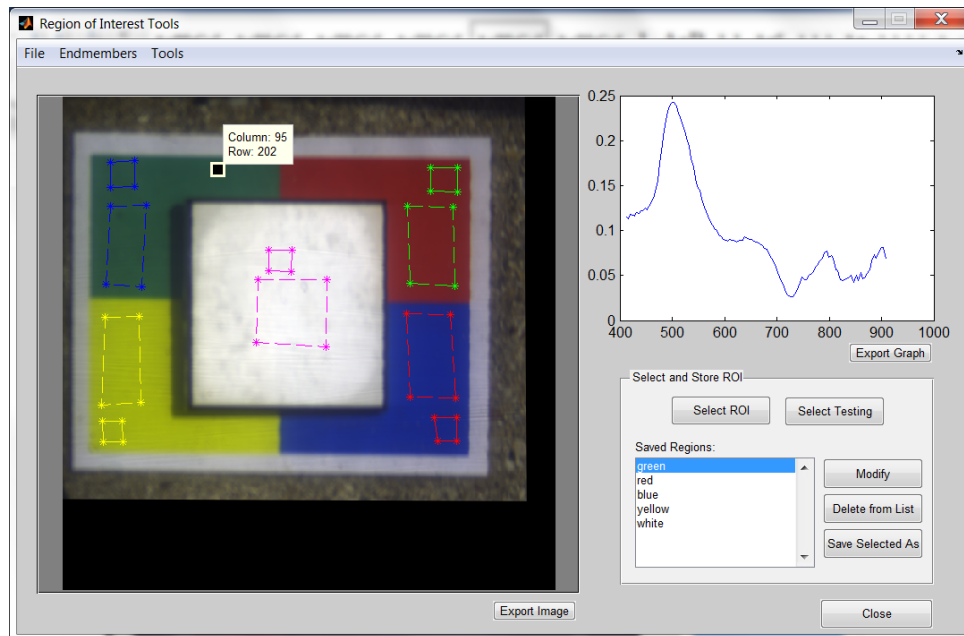 Region of Interest Tools
File Endmembers Tools
Column: 95
Row: 202
0.25
0.2
0.15
0.1
0.05
0
400 500 600 700 800 900 1000
Export Graph
Select and Store ROI
Select ROI Select Testing
Saved Regions:
green
red
blue
yellow
white
Modify
Delete from List
Save Selected As
Export Image
Close